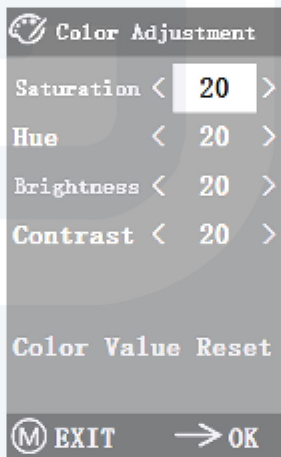 Color Adjustment
Saturation < 20 >
Hue < 20 >
Brightness < 20 >
Contrast < 20 >
Color Value Reset
M EXIT → OK